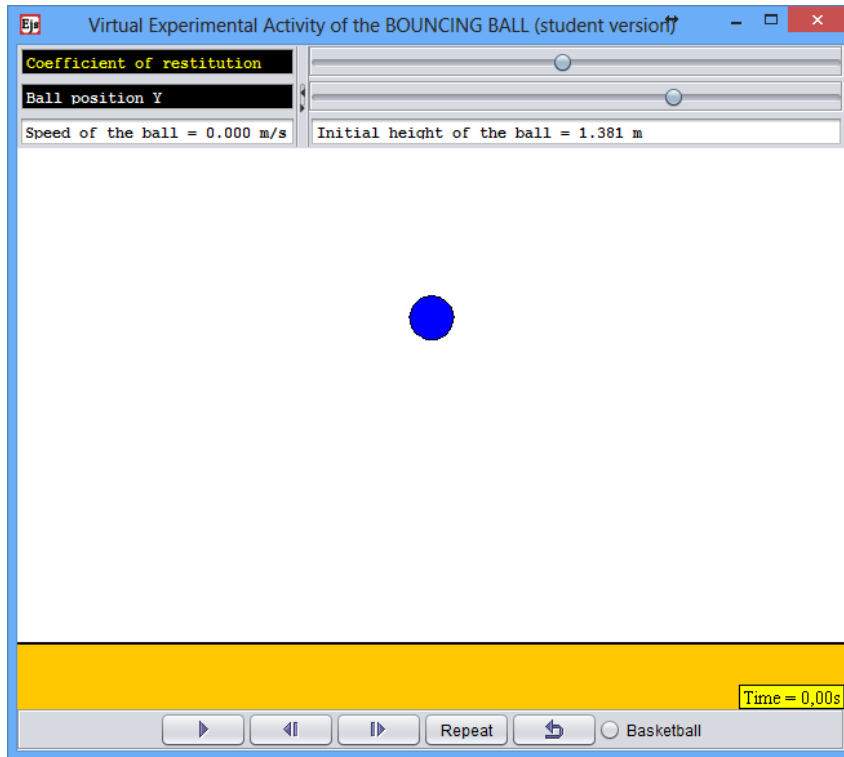 Ejs Virtual Experimental Activity of the BOUNCING BALL (student version)
Coefficient of restitution
Ball position Y
Speed of the ball = 0.000 m/s Initial height of the ball = 1.381 m
Time = 0,00s
Repeat Basketball